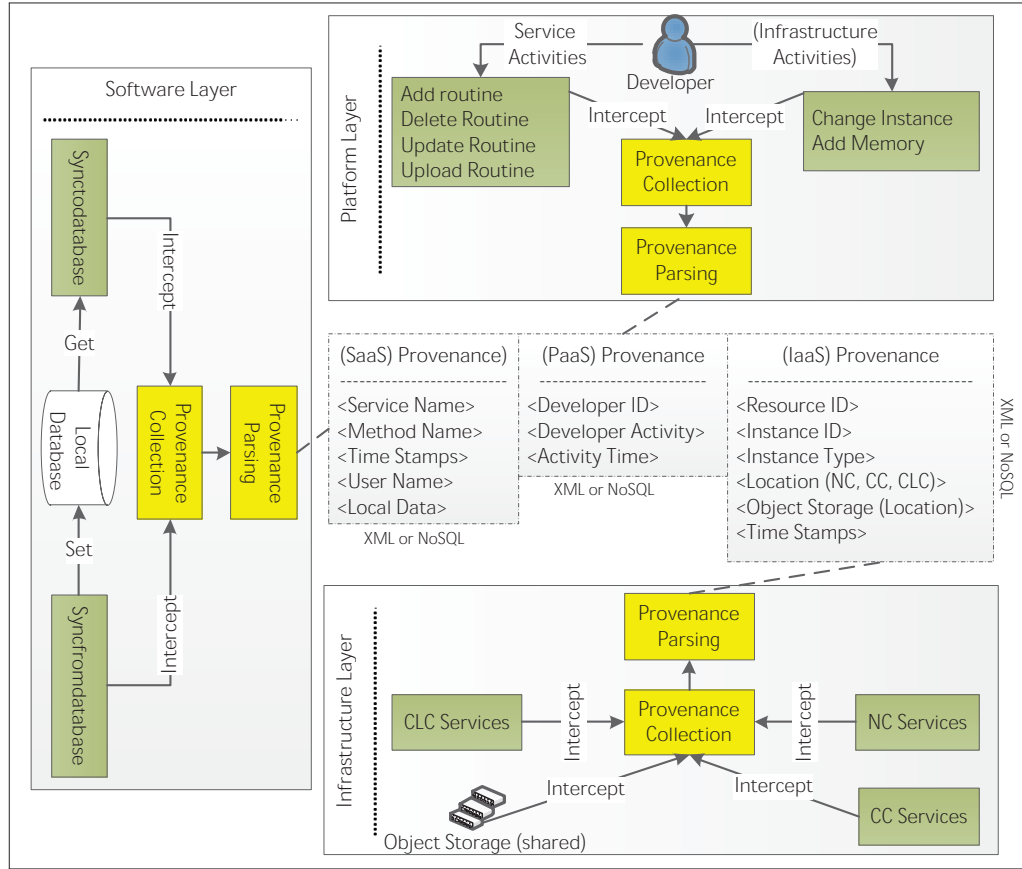 Software Layer
Synctodatabase
Intercept
Get
Local
Database
Set
Syncfromdatabase
Intercept
Provenance
Collection
Provenance
Parsing
Platform Layer
Service
Activities
Developer
(Infrastructure
Activities)
Add routine
Delete Routine
Update Routine
Upload Routine
Intercept
Intercept
Change Instance
Add Memory
Provenance
Collection
Provenance
Parsing
(SaaS) Provenance)
<Service Name>
<Method Name>
<Time Stamps>
<User Name>
<Local Data>
XML or NoSQL
(PaaS) Provenance
<Developer ID>
<Developer Activity>
<Activity Time>
XML or NoSQL
(IaaS) Provenance
<Resource ID>
<Instance ID>
<Instance Type>
<Location (NC, CC, CLC)>
<Object Storage (Location)>
<Time Stamps>
XML or NoSQL
Infrastructure Layer
Provenance
Parsing
CLC Services
Intercept
Provenance
Collection
Intercept
NC Services
Intercept
Intercept
CC Services
Object Storage (shared)